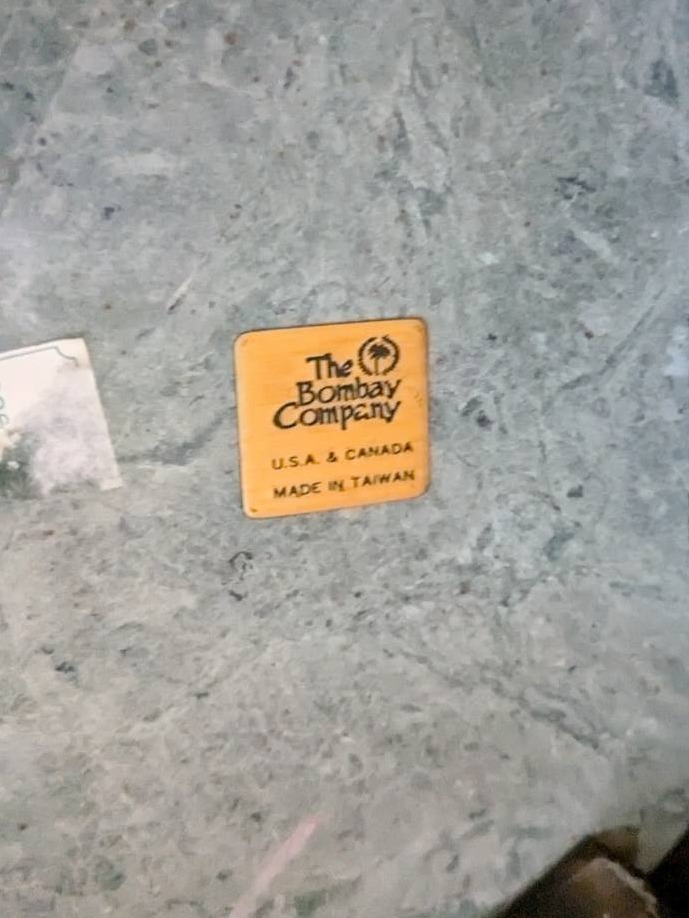 The
Bombay
Company
U.S.A. & CANADA
MADE IN TAIWAN